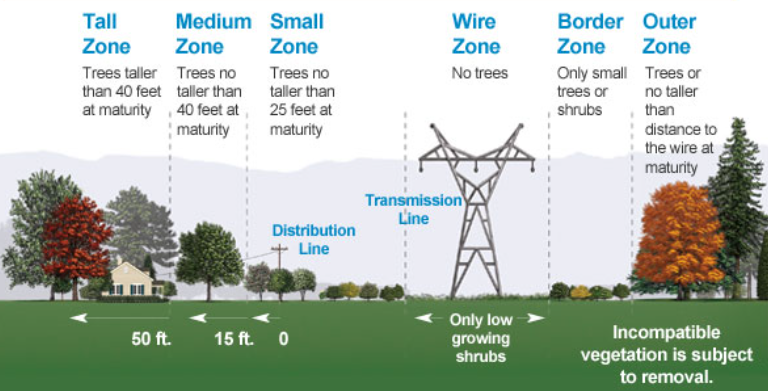 Tall
Zone
Trees taller
than 40 feet
at maturity
Medium
Zone
Trees no
taller than
40 feet at
maturity
Small
Zone
Trees no
taller than
25 feet at
maturity
Wire
Zone
No trees
Border
Zone
Only small
trees or
shrubs
Outer
Zone
Trees or
no taller
than
distance to
the wire at
maturity
Distribution
Line
Transmission
Line
50 ft.
15 ft.
0
Only low
growing
shrubs
Incompatible
vegetation is subject
to removal.